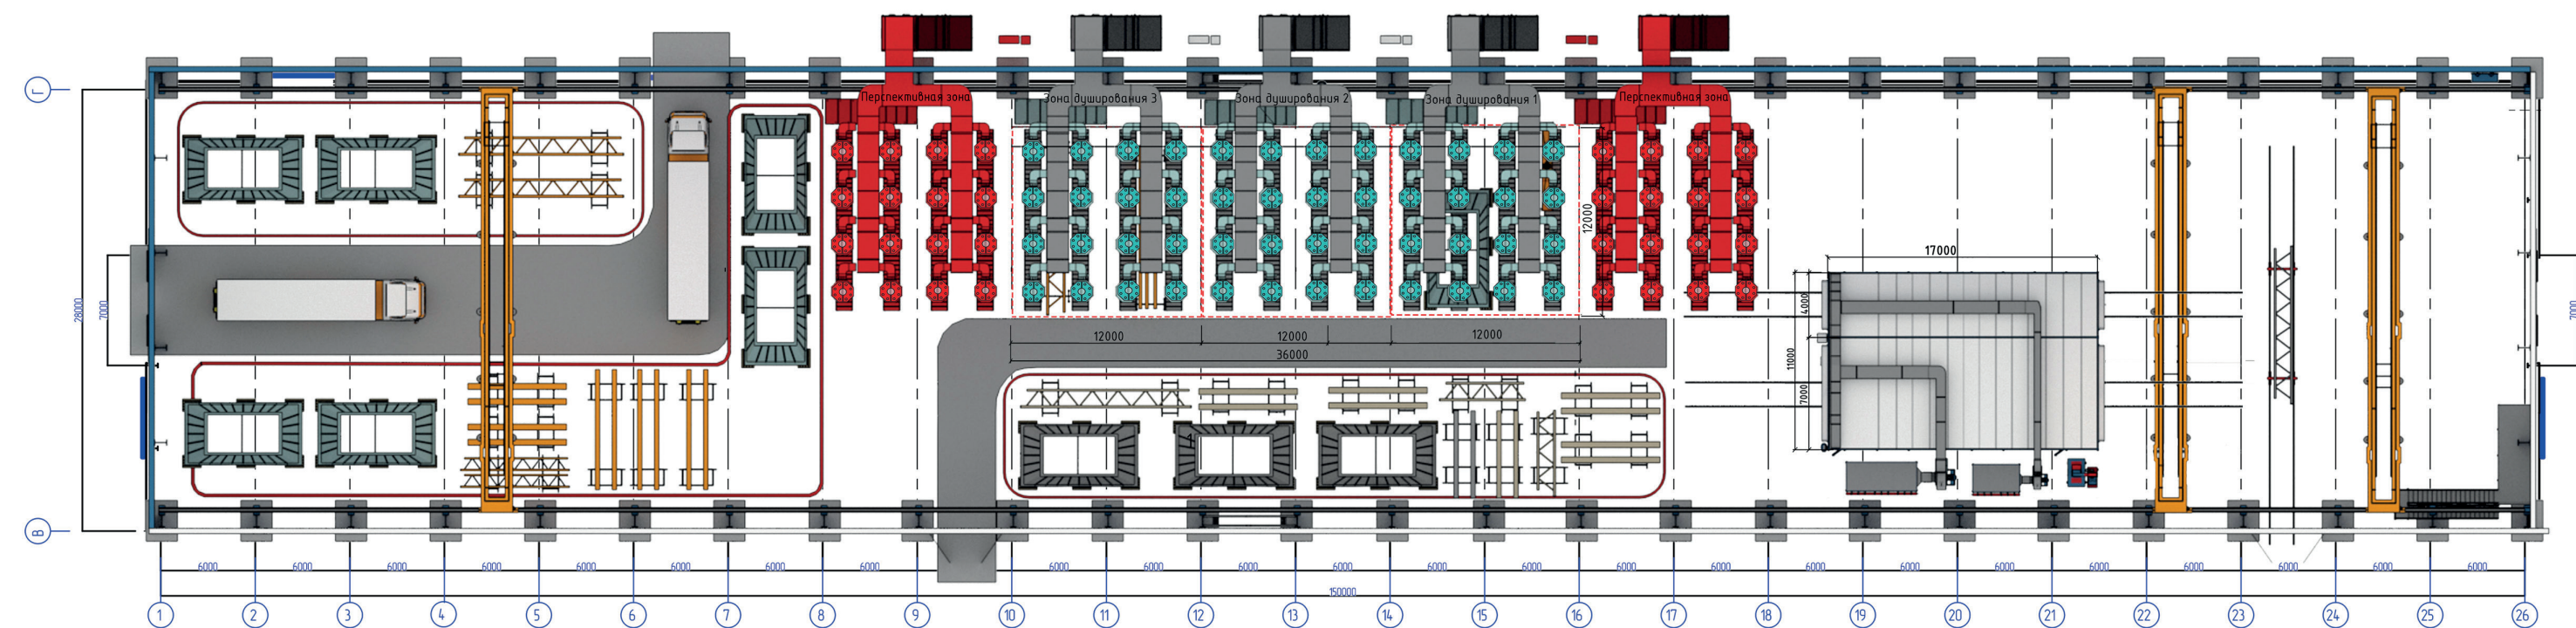 Г
Перспективная зона
Зона душирования 3
Зона душирования 2
Зона душирования 1
Перспективная зона
12000
17000
28000
7000
4000
11000
7000
7000
12000
12000
12000
36000
В
6000 6000 6000 6000 6000 6000 6000 6000 6000 6000 6000 6000 6000 6000 6000 6000 6000 6000 6000 6000 6000 6000 6000 6000
150000
1 2 3 4 5 6 7 8 9 10 11 12 13 14 15 16 17 18 19 20 21 22 23 24 25 26